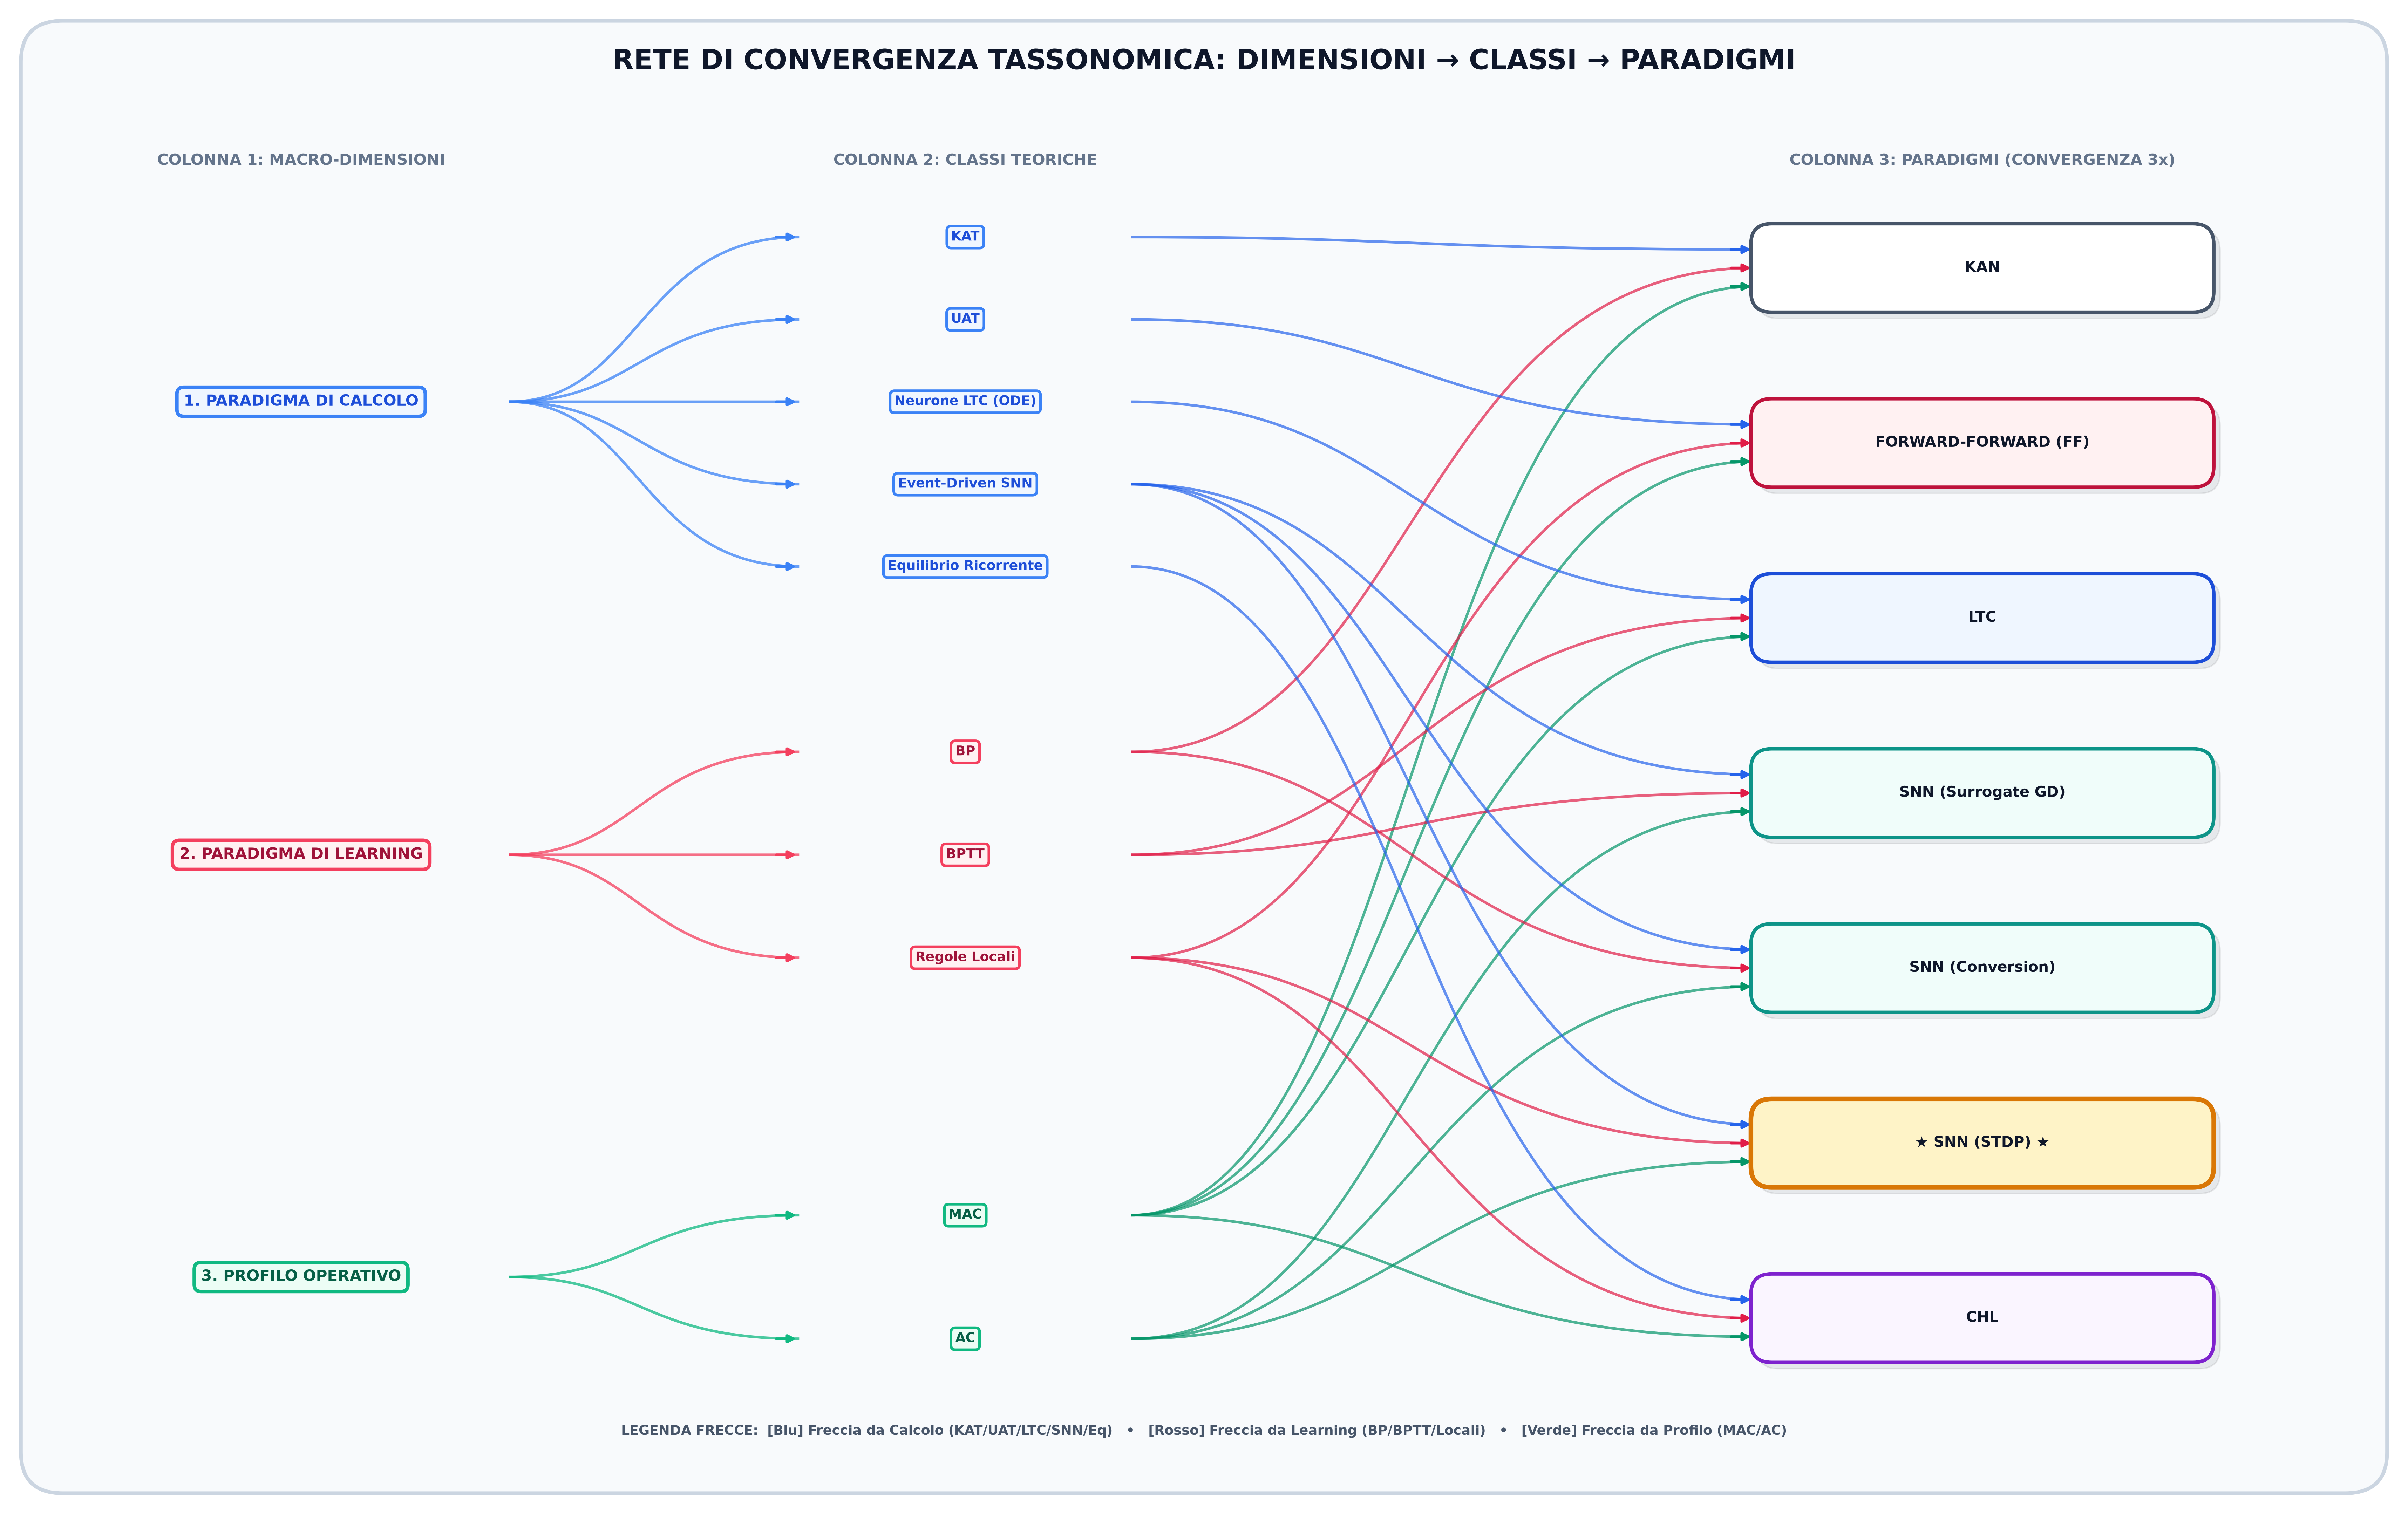 RETE DI CONVERGENZA TASSONOMICA: DIMENSIONI → CLASSI → PARADIGMI
COLONNA 1: MACRO-DIMENSIONI
COLONNA 2: CLASSI TEORICHE
COLONNA 3: PARADIGMI (CONVERGENZA 3x)
1. PARADIGMA DI CALCOLO
2. PARADIGMA DI LEARNING
3. PROFILO OPERATIVO
KAT
UAT
Neurone LTC (ODE)
Event-Driven SNN
Equilibrio Ricorrente
BP
BPTT
Regole Locali
MAC
AC
KAN
FORWARD-FORWARD (FF)
LTC
SNN (Surrogate GD)
SNN (Conversion)
★ SNN (STDP) ★
CHL
LEGENDA FRECCE: [Blu] Freccia da Calcolo (KAT/UAT/LTC/SNN/Eq) • [Rosso] Freccia da Learning (BP/BPTT/Locali) • [Verde] Freccia da Profilo (MAC/AC)